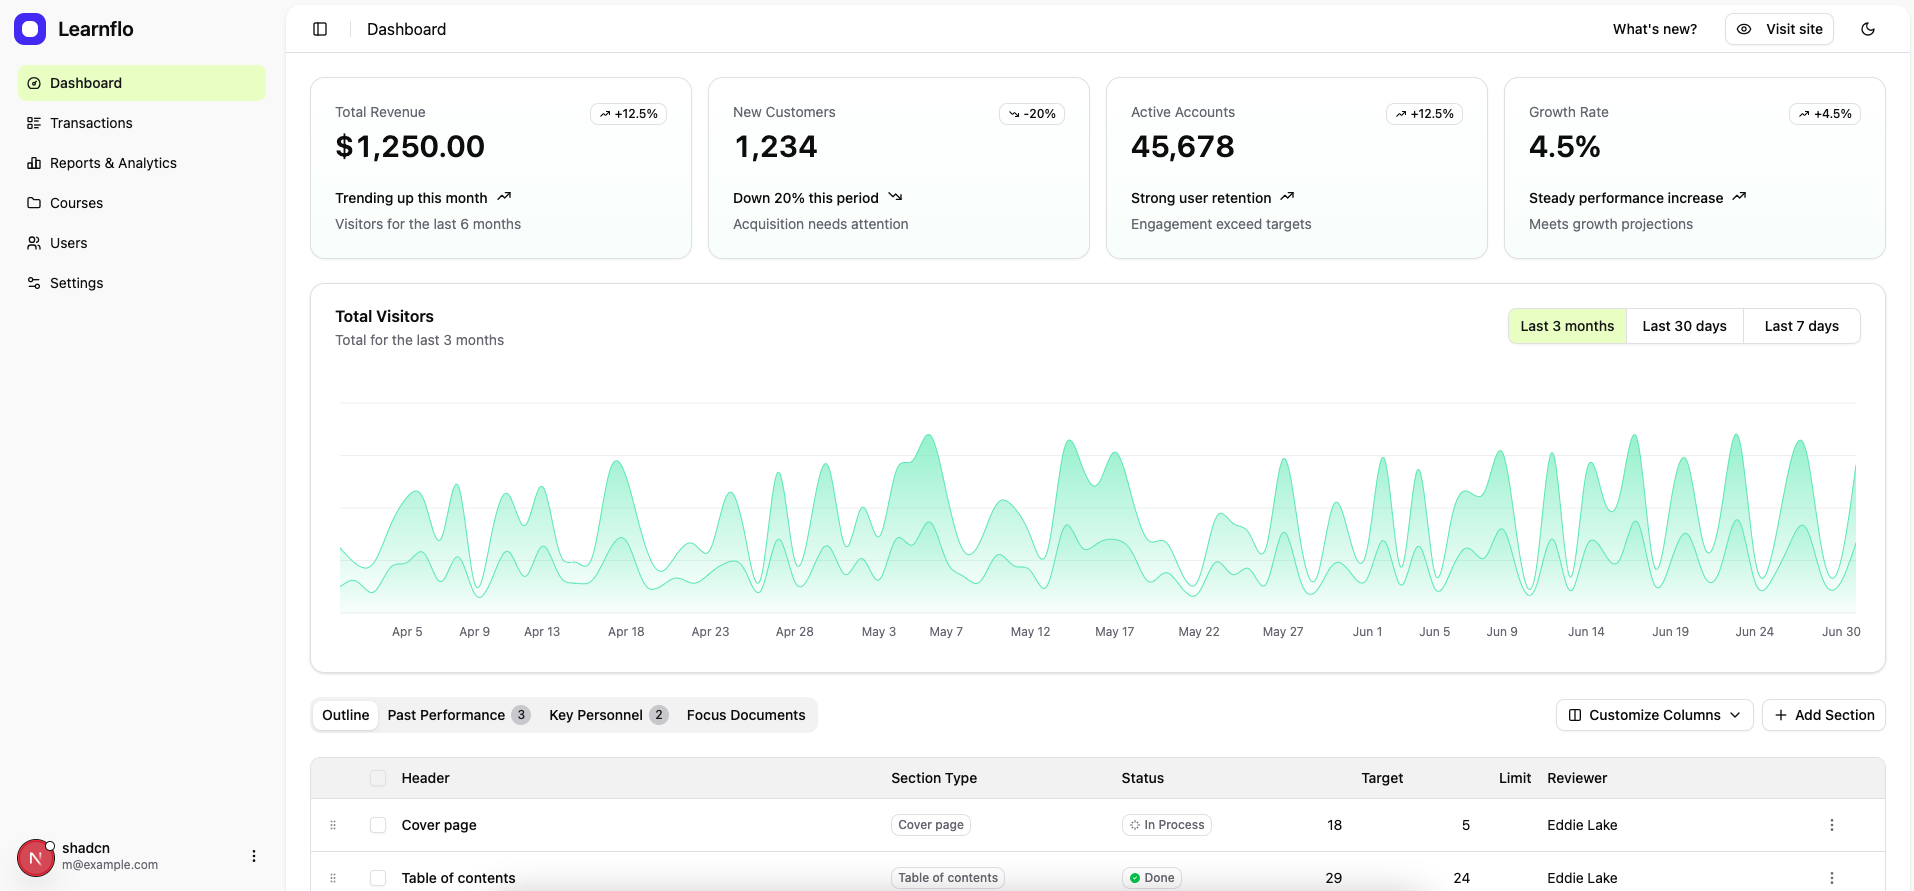 Learnflo
Dashboard
Transactions
Reports & Analytics
Courses
Users
Settings
N
shadcn
m@example.com
Dashboard
What's new?
Visit site
Total Revenue
+12.5%
$1,250.00
Trending up this month
Visitors for the last 6 months
New Customers
-20%
1,234
Down 20% this period
Acquisition needs attention
Active Accounts
+12.5%
45,678
Strong user retention
Engagement exceed targets
Growth Rate
+4.5%
4.5%
Steady performance increase
Meets growth projections
Total Visitors
Total for the last 3 months
Last 3 months Last 30 days Last 7 days
Apr 5 Apr 9 Apr 13 Apr 18 Apr 23 Apr 28 May 3 May 7 May 12 May 17 May 22 May 27 Jun 1 Jun 5 Jun 9 Jun 14 Jun 19 Jun 24 Jun 30
Outline Past Performance 3 Key Personnel 2 Focus Documents
Customize Columns Add Section
Header Section Type Status Target Limit Reviewer
Cover page Cover page In Process 18 5 Eddie Lake
Table of contents Table of contents Done 29 24 Eddie Lake